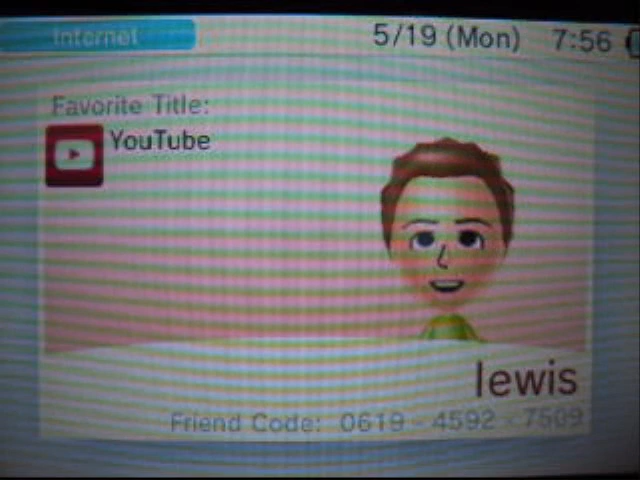 Internet
5/19 (Mon) 7:56
Favorite Title:
YouTube
lewis
Friend Code: 0619 - 4592 - 7509